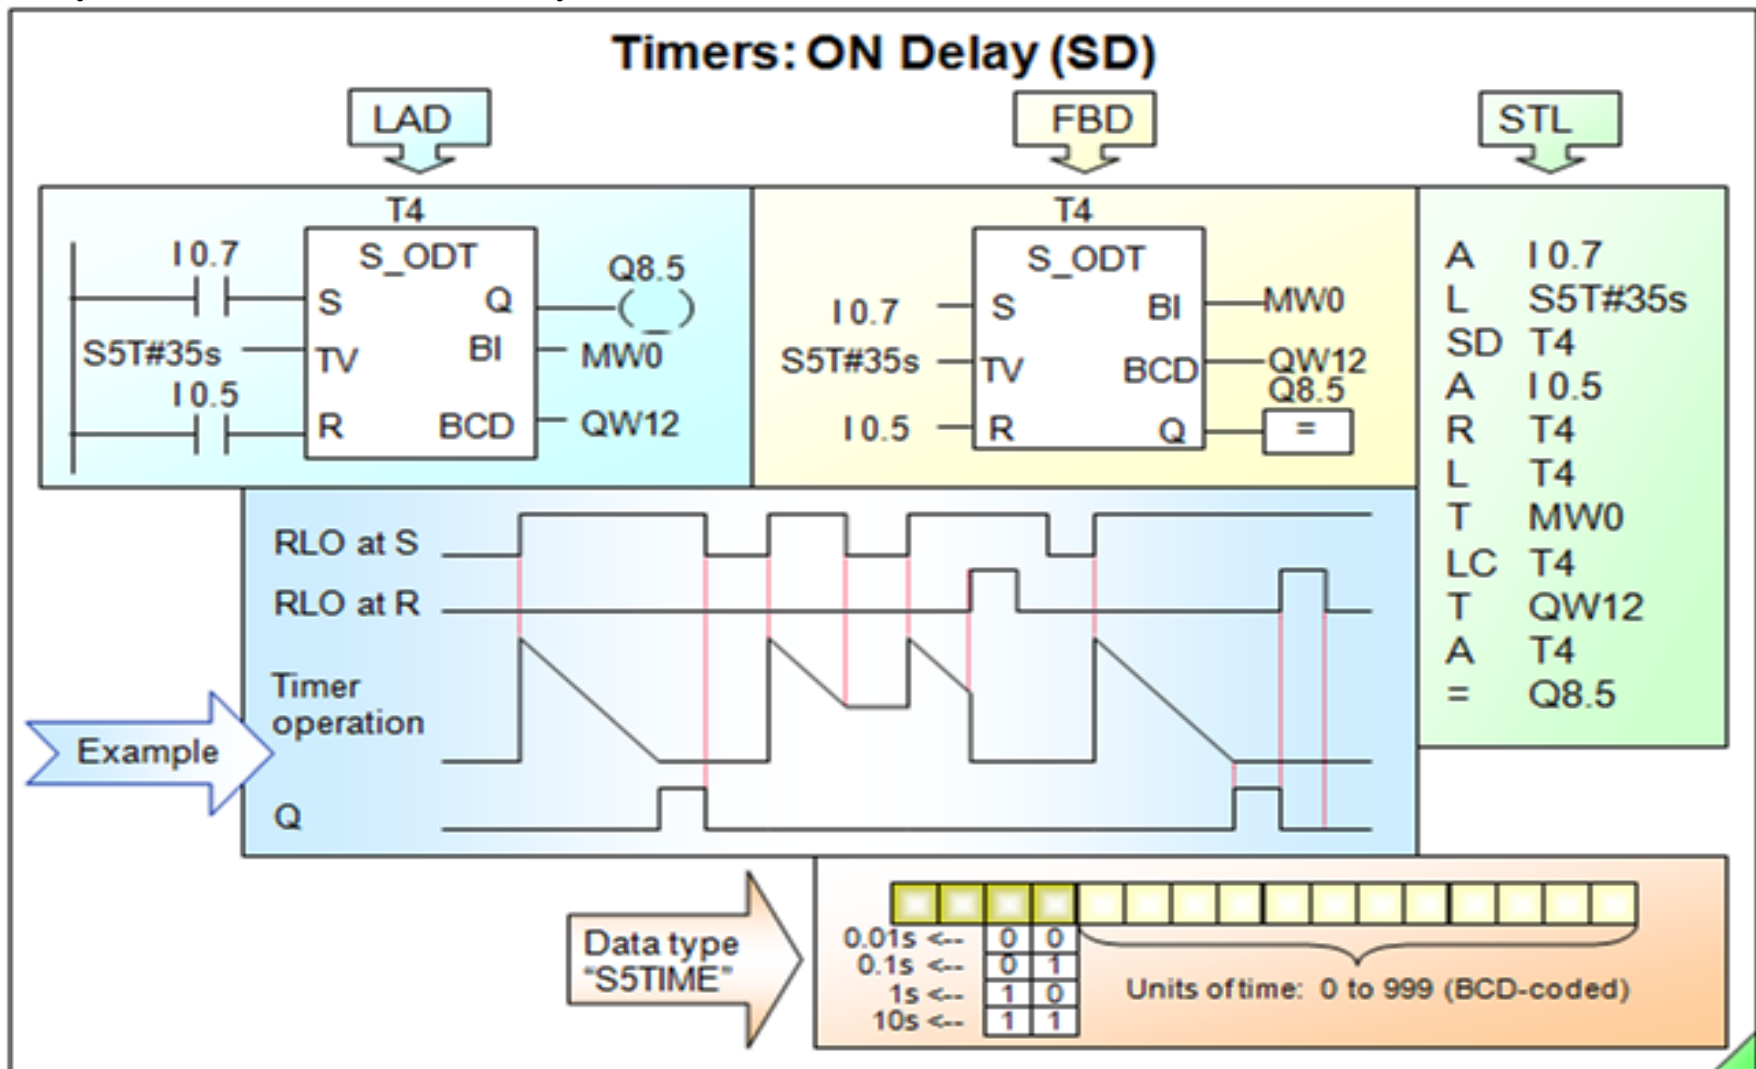 Timers: ON Delay (SD)
LAD
FBD
STL
T4
S_ODT
I 0.7
S
Q
Q8.5
( )
S5T#35s
TV
BI
MW0
I 0.5
R
BCD
QW12
T4
S_ODT
I 0.7
S
BI
MW0
S5T#35s
TV
BCD
QW12
Q8.5
I 0.5
R
Q
=
A I 0.7
L S5T#35s
SD T4
A I 0.5
R T4
L T4
T MW0
LC T4
T QW12
A T4
= Q8.5
RLO at S
RLO at R
Timer
operation
Q
Example
Data type
“S5TIME”
0.01s <-- 0 0
0.1s <-- 0 1
1s <-- 1 0
10s <-- 1 1
Units of time: 0 to 999 (BCD-coded)